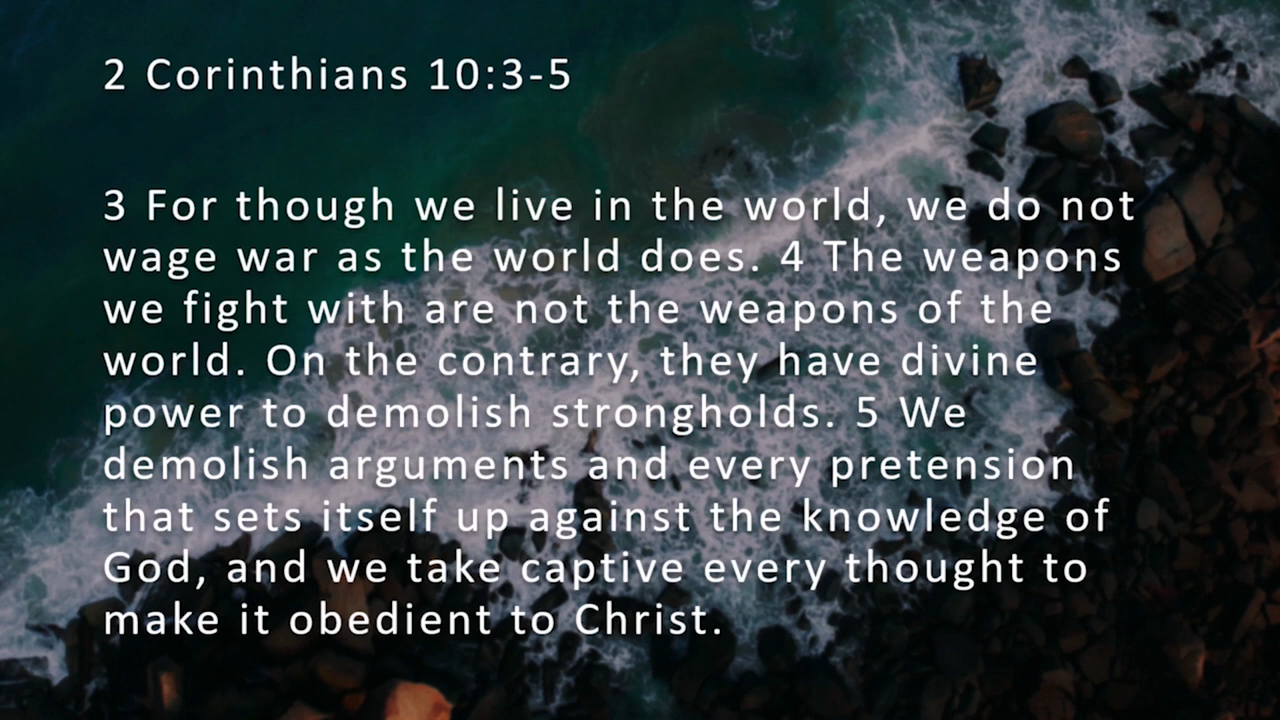 2 Corinthians 10:3-5
3 For though we live in the world, we do not
wage war as the world does. 4 The weapons
we fight with are not the weapons of the
world. On the contrary, they have divine
power to demolish strongholds. 5 We
demolish arguments and every pretension
that sets itself up against the knowledge of
God, and we take captive every thought to
make it obedient to Christ.